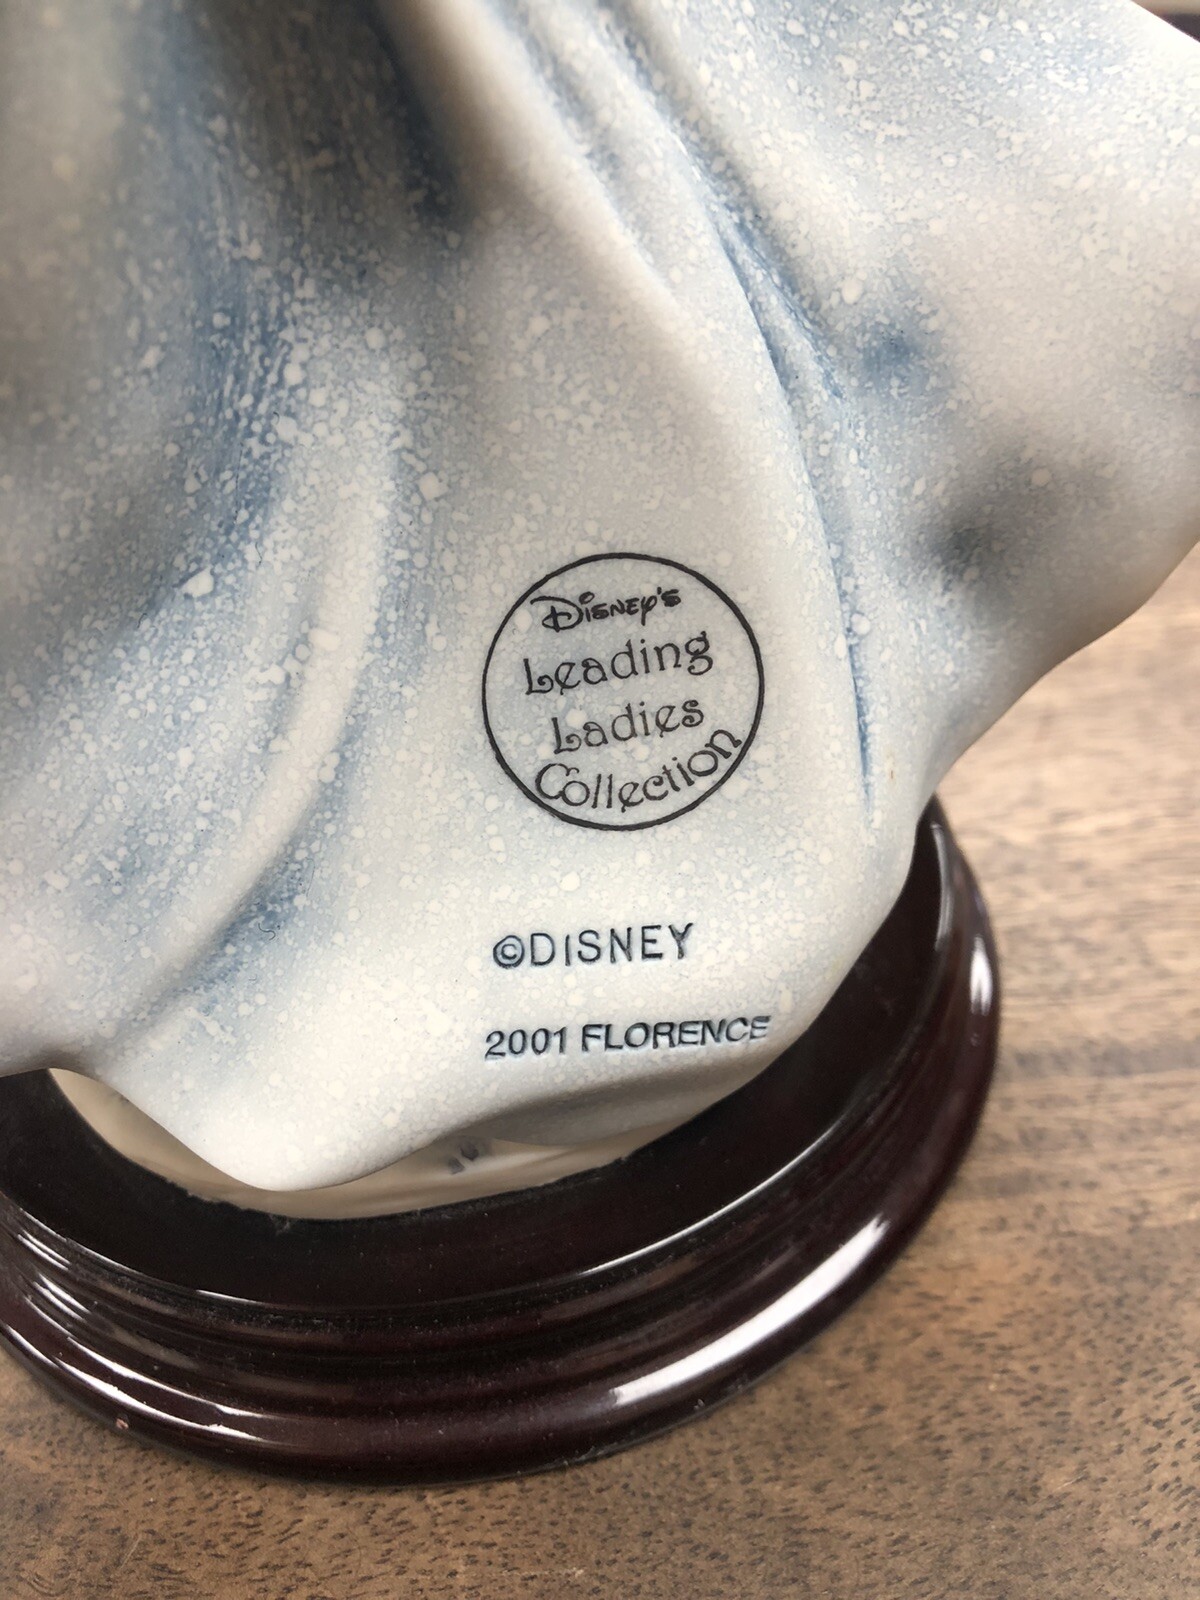 Disney's
Leading
Ladies
Collection
©DISNEY
2001 FLORENCE